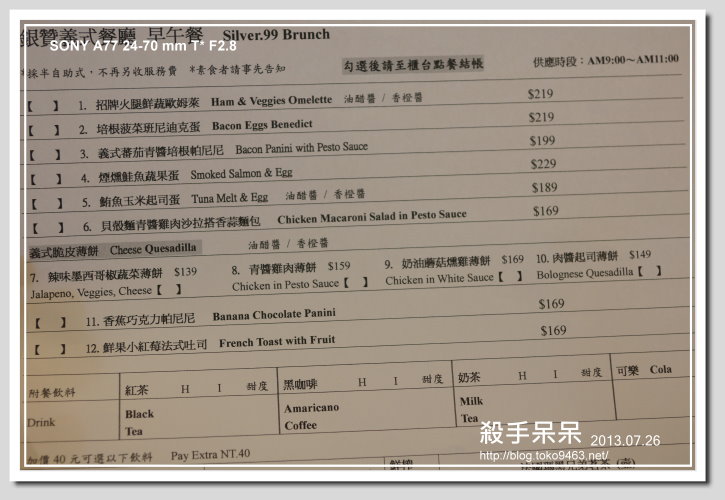 銀贊義式餐廳 早午餐 Silver.99 Brunch
SONY A77 24-70 mm T* F2.8
*採半自助式，不再另收服務費 *素食者請事先告知 勾選後請至櫃台點餐結帳 供應時段：AM9:00～AM11:00
【 】 1. 招牌火腿鮮蔬歐姆萊 Ham & Veggies Omelette 油醋醬 / 香橙醬 $219
【 】 2. 培根菠菜班尼迪克蛋 Bacon Eggs Benedict $219
【 】 3. 義式蕃茄青醬培根帕尼尼 Bacon Panini with Pesto Sauce $199
【 】 4. 煙燻鮭魚蔬果蛋 Smoked Salmon & Egg $229
【 】 5. 鮪魚玉米起司蛋 Tuna Melt & Egg 油醋醬 / 香橙醬 $189
【 】 6. 貝殼麵青醬雞肉沙拉搭香蒜麵包 Chicken Macaroni Salad in Pesto Sauce $169
義式脆皮薄餅 Cheese Quesadilla 油醋醬 / 香橙醬
7. 辣味墨西哥椒蔬菜薄餅 $139 8. 青醬雞肉薄餅 $159 9. 奶油蘑菇燻雞薄餅 $169 10. 肉醬起司薄餅 $149
Jalapeno, Veggies, Cheese【 】 Chicken in Pesto Sauce【 】 Chicken in White Sauce【 】 Bolognese Quesadilla【 】
【 】 11. 香蕉巧克力帕尼尼 Banana Chocolate Panini $169
【 】 12. 鮮果小紅莓法式吐司 French Toast with Fruit $169
附餐飲料 紅茶 H I 甜度 黑咖啡 H I 甜度 奶茶 H I 甜度 可樂 Cola
Drink Black Tea Amaricano Coffee Milk Tea
加價 40 元可選以下飲料 Pay Extra NT.40
殺手呆呆 2013.07.26
http://blog.toko9463.net/